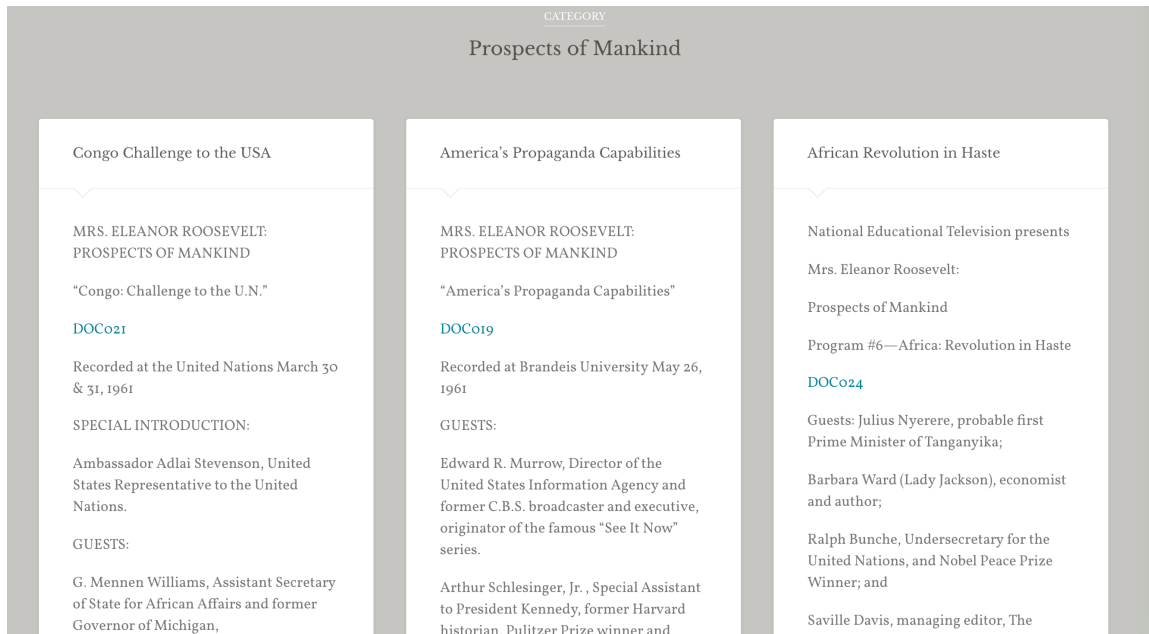 CATEGORY
Prospects of Mankind
Congo Challenge to the USA
MRS. ELEANOR ROOSEVELT:
PROSPECTS OF MANKIND
“Congo: Challenge to the U.N.”
DOC021
Recorded at the United Nations March 30
& 31, 1961
SPECIAL INTRODUCTION:
Ambassador Adlai Stevenson, United
States Representative to the United
Nations.
GUESTS:
G. Mennen Williams, Assistant Secretary
of State for African Affairs and former
Governor of Michigan,
America’s Propaganda Capabilities
MRS. ELEANOR ROOSEVELT:
PROSPECTS OF MANKIND
“America’s Propaganda Capabilities”
DOC019
Recorded at Brandeis University May 26,
1961
GUESTS:
Edward R. Murrow, Director of the
United States Information Agency and
former C.B.S. broadcaster and executive,
originator of the famous “See It Now”
series.
Arthur Schlesinger, Jr. , Special Assistant
to President Kennedy, former Harvard
historian, Pulitzer Prize winner and
African Revolution in Haste
National Educational Television presents
Mrs. Eleanor Roosevelt:
Prospects of Mankind
Program #6—Africa: Revolution in Haste
DOC024
Guests: Julius Nyerere, probable first
Prime Minister of Tanganyika;
Barbara Ward (Lady Jackson), economist
and author;
Ralph Bunche, Undersecretary for the
United Nations, and Nobel Peace Prize
Winner; and
Saville Davis, managing editor, The